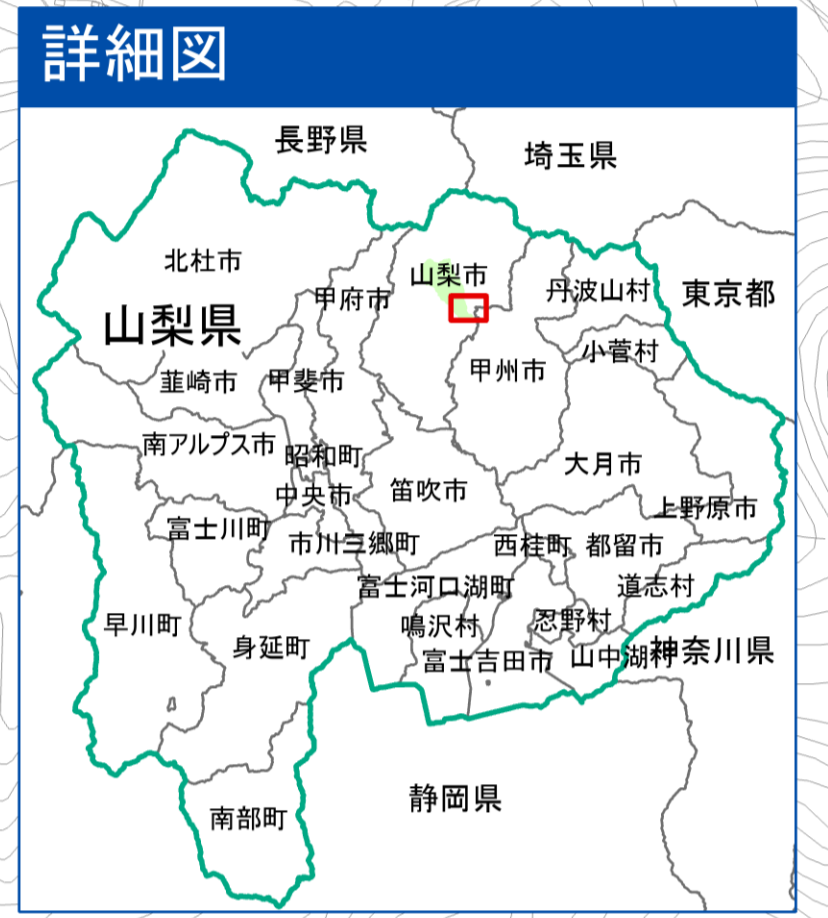 詳細図
長野県
埼玉県
北杜市
山梨市
丹波山村
東京都
甲府市
山梨県
小菅村
韮崎市
甲斐市
甲州市
南アルプス市
昭和町
大月市
中央市
笛吹市
上野原市
富士川町
市川三郷町
西桂町
都留市
富士河口湖町
道志村
早川町
鳴沢村
忍野村
身延町
富士吉田市
山中湖村
神奈川県
静岡県
南部町